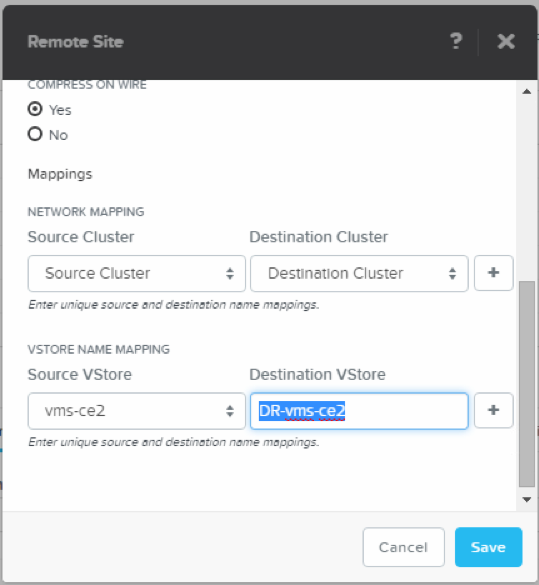 Remote Site ? ×
COMPRESS ON WIRE
Yes
No
Mappings
NETWORK MAPPING
Source Cluster Destination Cluster
Source Cluster Destination Cluster +
Enter unique source and destination name mappings.
VSTORE NAME MAPPING
Source VStore Destination VStore
vms-ce2 DR-vms-ce2 +
Enter unique source and destination name mappings.
Cancel Save